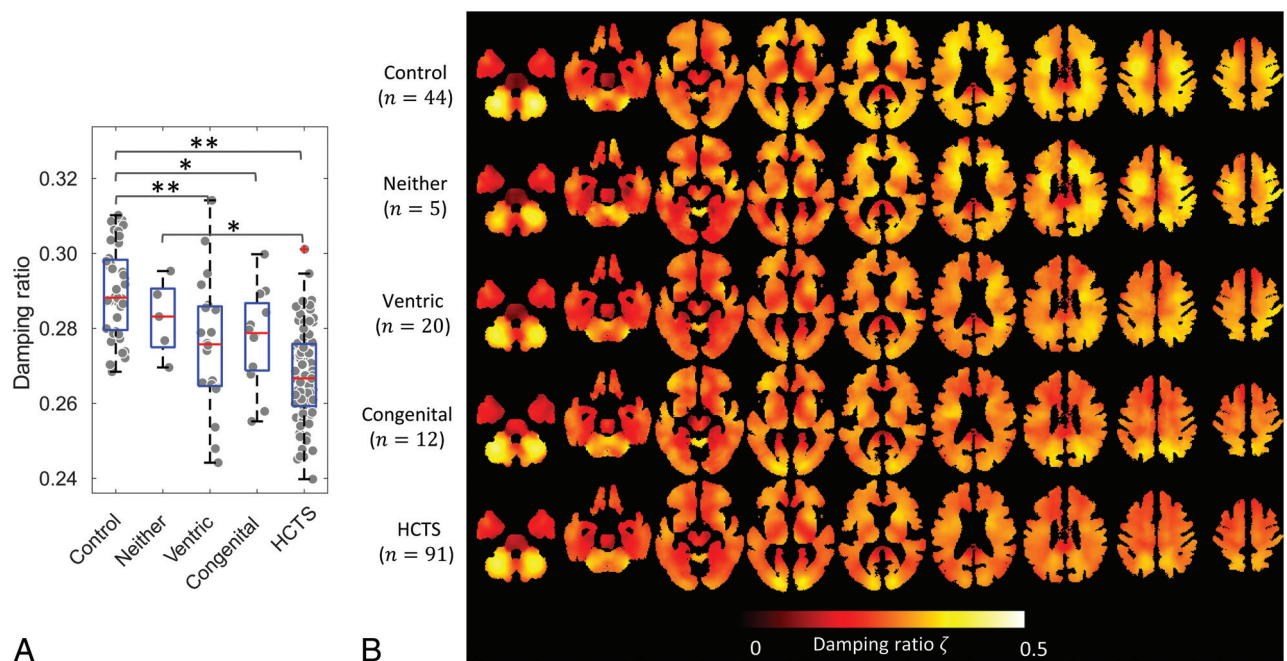 **
*
**
*
0.32
0.30
0.28
0.26
0.24
Damping ratio
Control
Neither
Ventric
Congenital
HCTS
A
Control
(n = 44)
Neither
(n = 5)
Ventric
(n = 20)
Congenital
(n = 12)
HCTS
(n = 91)
0 Damping ratio ζ 0.5
B